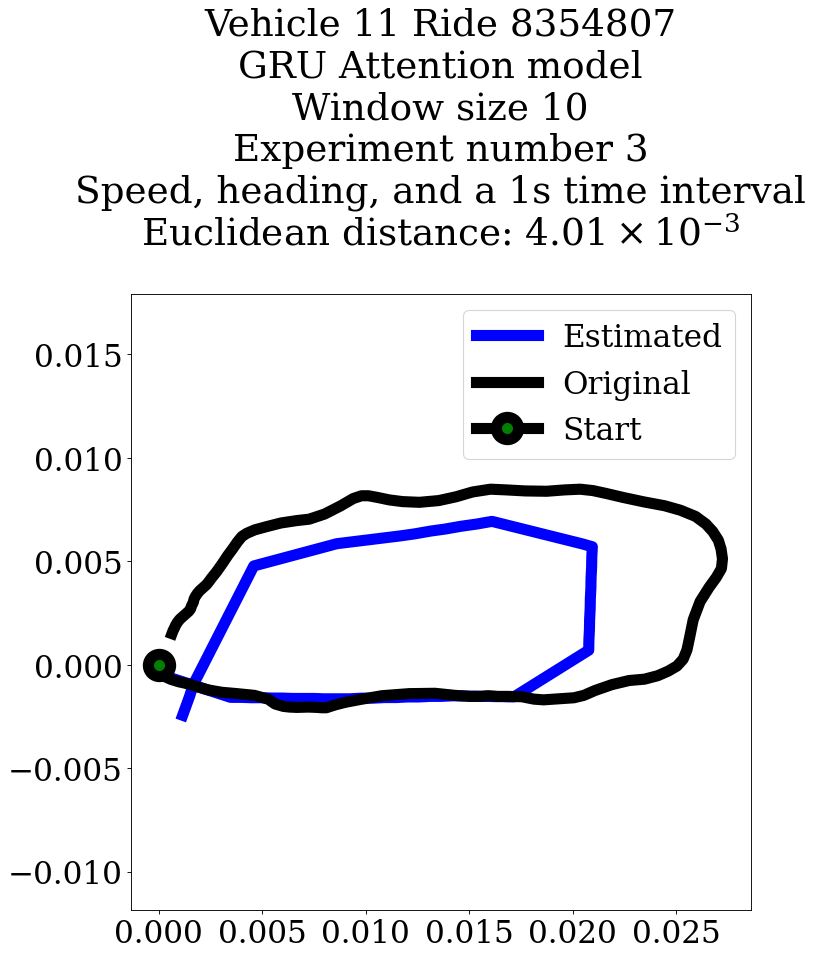 Vehicle 11 Ride 8354807
GRU Attention model
Window size 10
Experiment number 3
Speed, heading, and a 1s time interval
Euclidean distance: 4.01 × 10⁻³
Estimated
Original
Start
0.015
0.010
0.005
0.000
−0.005
−0.010
0.000 0.005 0.010 0.015 0.020 0.025